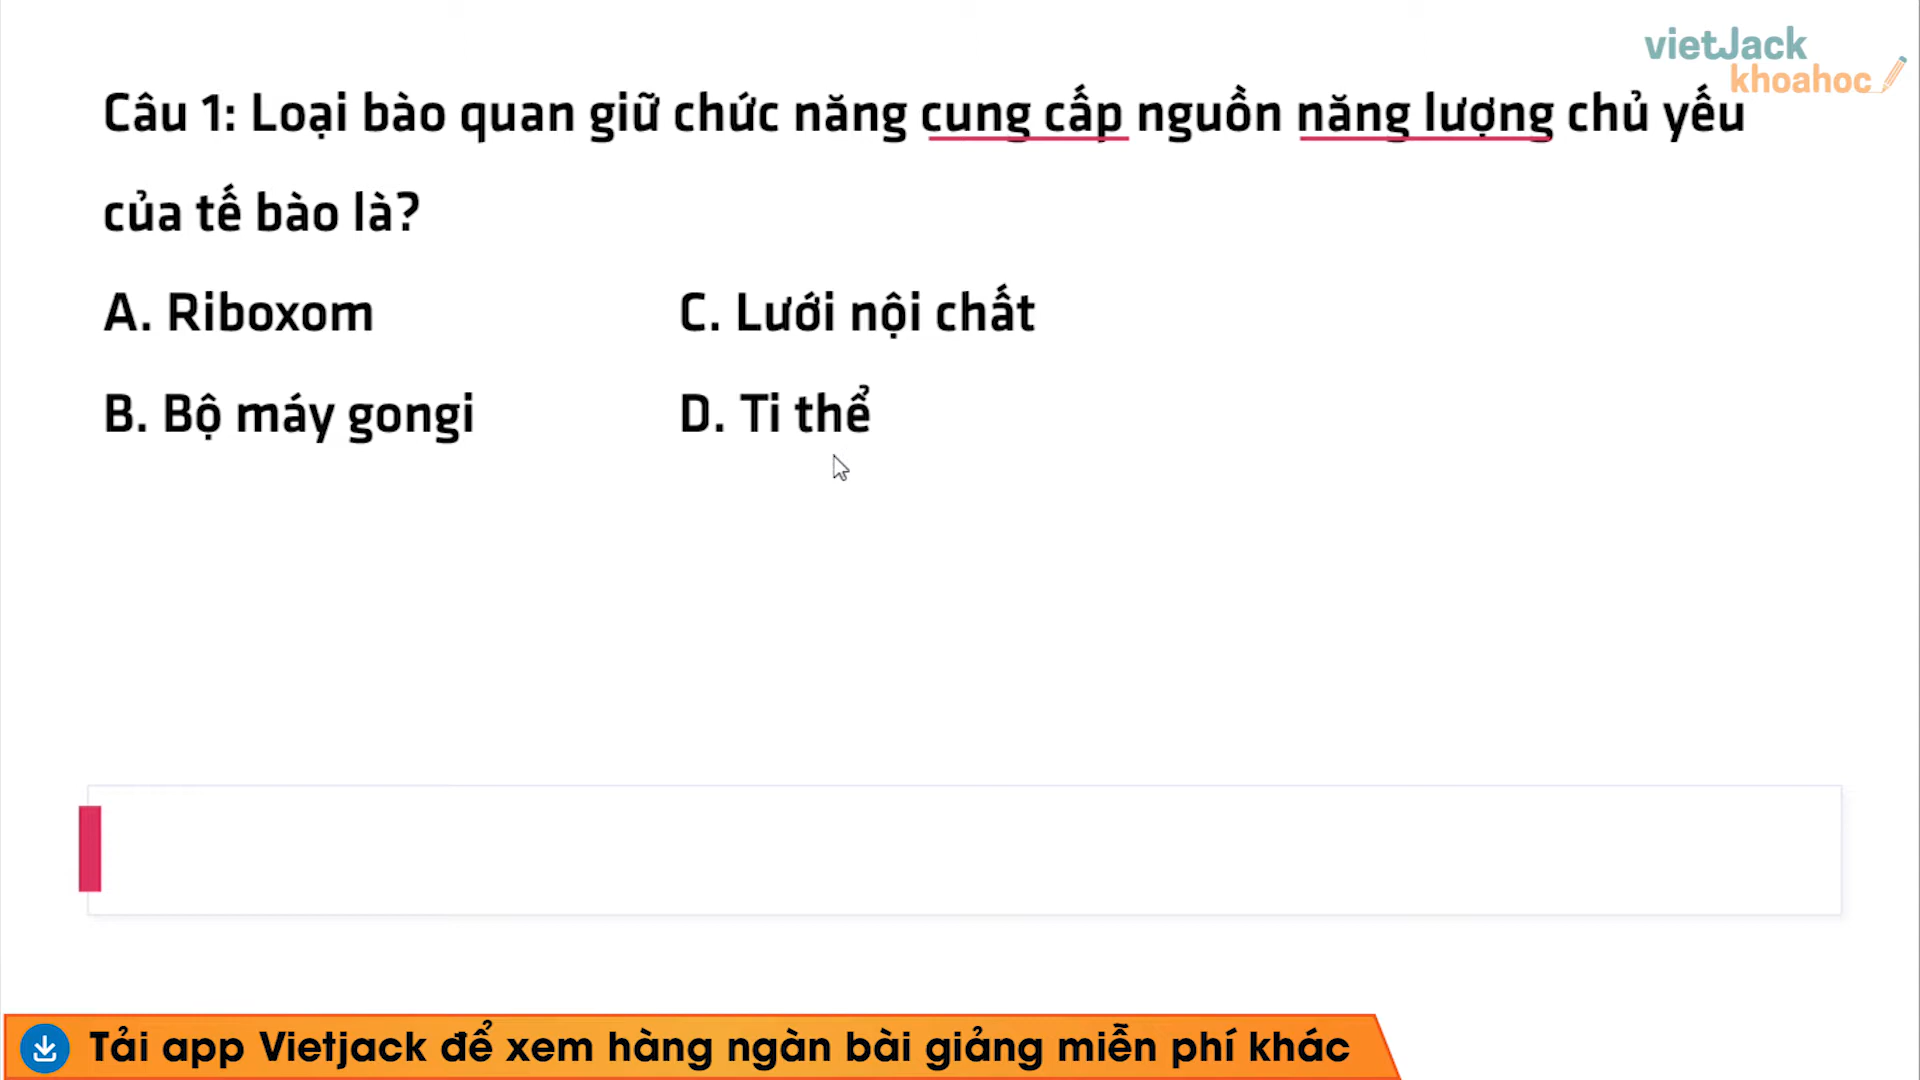 vietJack
khoahoc
Câu 1: Loại bào quan giữ chức năng cung cấp nguồn năng lượng chủ yếu
của tế bào là?
A. Riboxom
C. Lưới nội chất
B. Bộ máy gongi
D. Ti thể
Tải app Vietjack để xem hàng ngàn bài giảng miễn phí khác